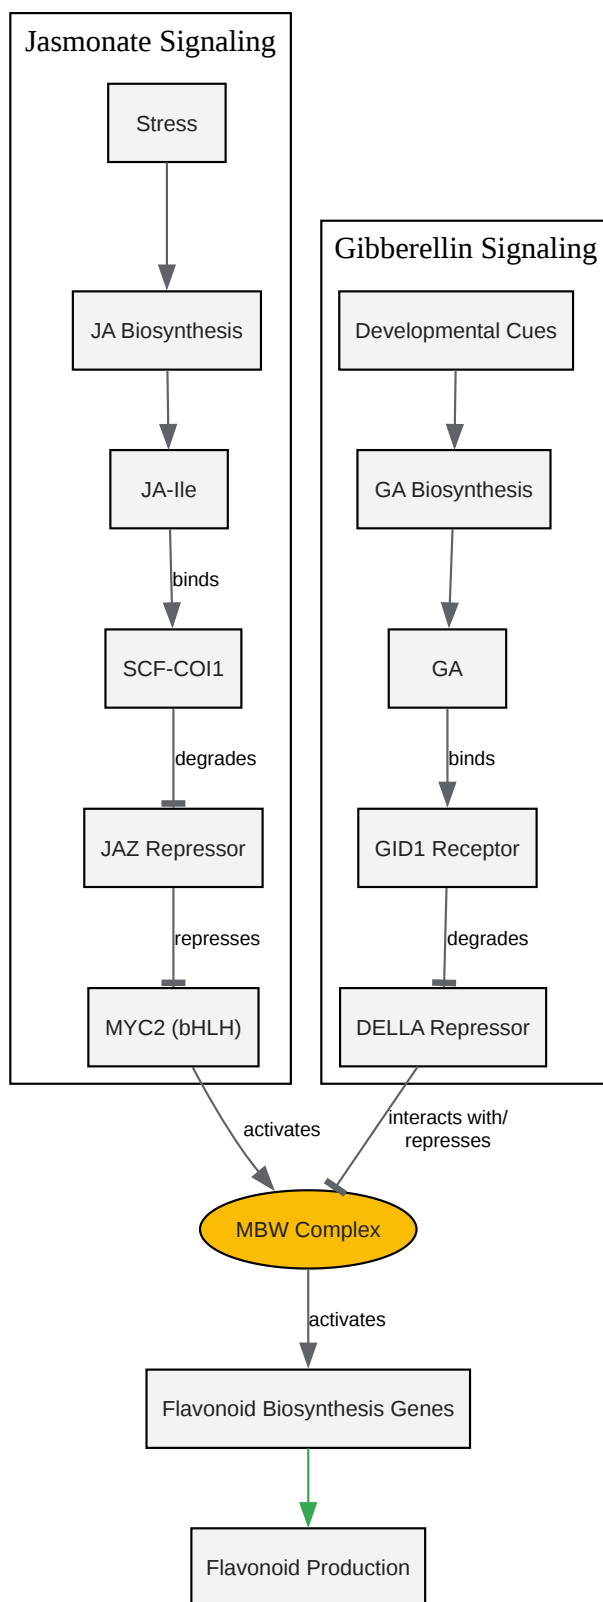 Jasmonate Signaling
Stress
JA Biosynthesis
JA-Ile
binds
SCF-COI1
degrades
JAZ Repressor
represses
MYC2 (bHLH)
Gibberellin Signaling
Developmental Cues
GA Biosynthesis
GA
binds
GID1 Receptor
degrades
DELLA Repressor
activates
interacts with/
represses
MBW Complex
activates
Flavonoid Biosynthesis Genes
Flavonoid Production